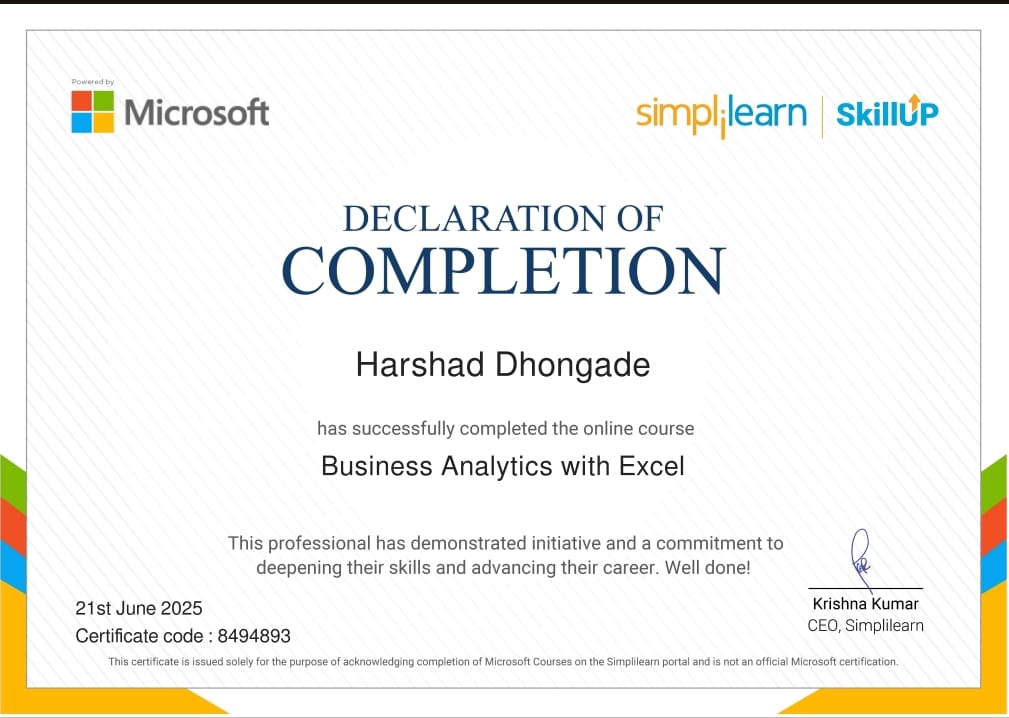 Powered by
Microsoft
simplilearn | SkillUP
DECLARATION OF
COMPLETION
Harshad Dhongade
has successfully completed the online course
Business Analytics with Excel
This professional has demonstrated initiative and a commitment to
deepening their skills and advancing their career. Well done!
21st June 2025
Certificate code : 8494893
Krishna Kumar
CEO, Simplilearn
This certificate is issued solely for the purpose of acknowledging completion of Microsoft Courses on the Simplilearn portal and is not an official Microsoft certification.